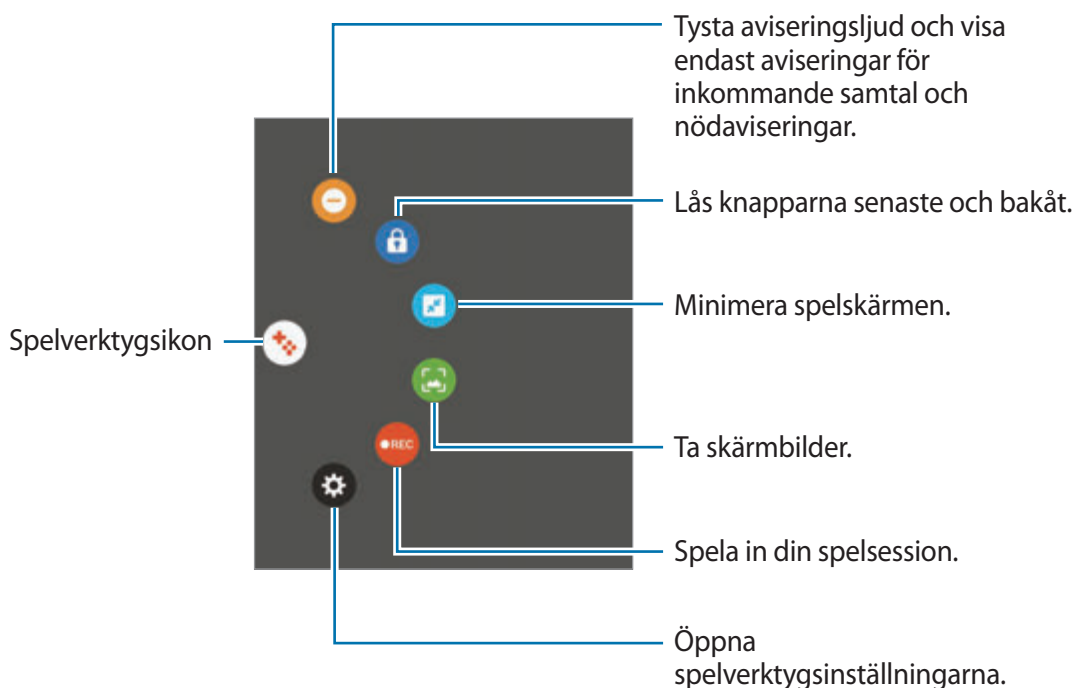 Tysta aviseringsljud och visa
endast aviseringar för
inkommande samtal och
nödaviseringar.
Lås knapparna senaste och bakåt.
Minimera spelskärmen.
Spelverktygsikon
Ta skärmbilder.
REC
Spela in din spelsession.
Öppna
spelverktygsinställningarna.